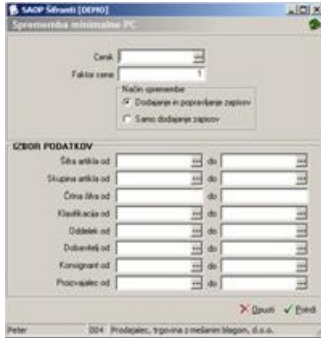 SAOP Šifranti [DEMO]
Sprememba minimalne PC
Cenik
Faktor cene 1
Način spremembe
Dodajanje in popravljanje zapisov
Samo dodajanje zapisov
IZBOR PODATKOV
Šifra artikla od do
Skupina artikla od do
Črtna šifra od do
Klasifikacija od do
Oddelek od do
Dobavitelj od do
Konsignant od do
Proizvajalec od do
Opusti Potrdi
Peter 004 Prodajalec, trgovina z mešanim blagom, d.o.o.